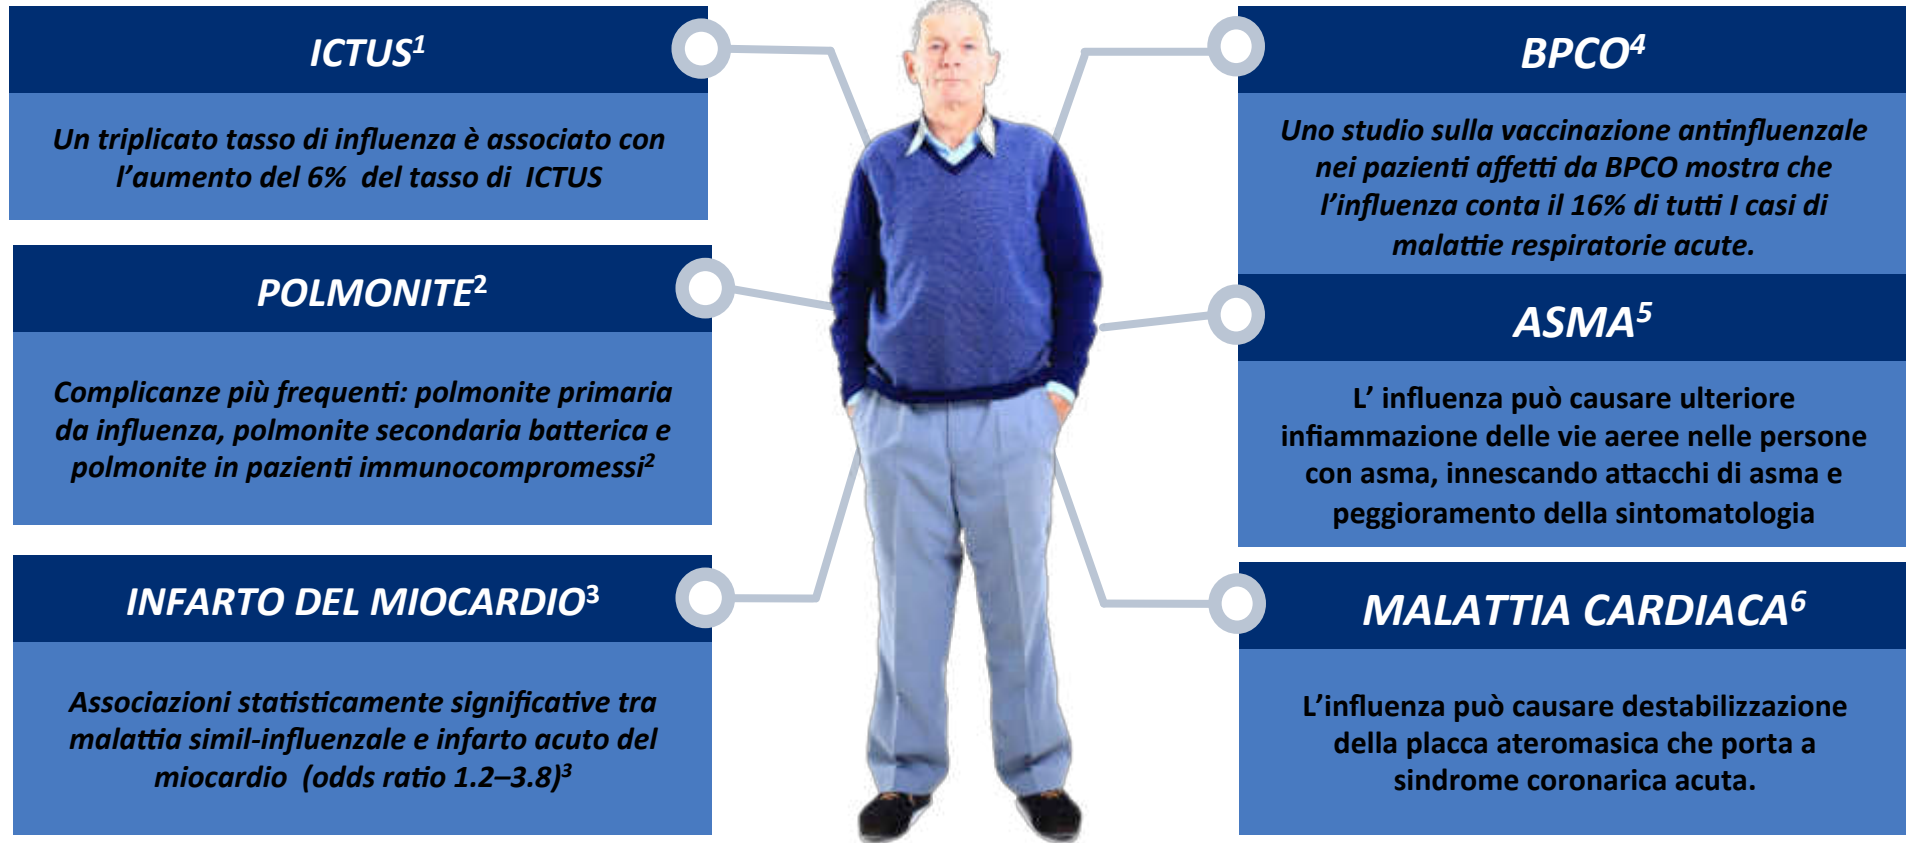 ICTUS1
Un triplicato tasso di influenza è associato con
l’aumento del 6% del tasso di ICTUS
POLMONITE2
Complicanze più frequenti: polmonite primaria
da influenza, polmonite secondaria batterica e
polmonite in pazienti immunocompromessi2
INFARTO DEL MIOCARDIO3
Associazioni statisticamente significative tra
malattia simil-influenzale e infarto acuto del
miocardio (odds ratio 1.2–3.8)3
BPCO4
Uno studio sulla vaccinazione antinfluenzale
nei pazienti affetti da BPCO mostra che
l’influenza conta il 16% di tutti I casi di
malattie respiratorie acute.
ASMA5
L’ influenza può causare ulteriore
infiammazione delle vie aeree nelle persone
con asma, innescando attacchi di asma e
peggioramento della sintomatologia
MALATTIA CARDIACA6
L’influenza può causare destabilizzazione
della placca ateromasica che porta a
sindrome coronarica acuta.